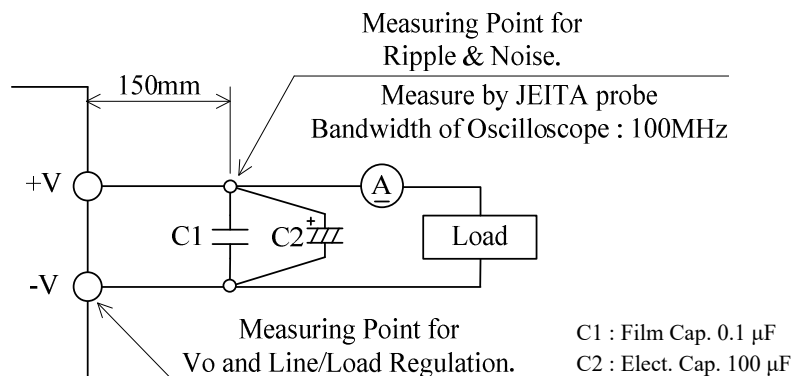 Measuring Point for
Ripple & Noise.
150mm
Measure by JEITA probe
Bandwidth of Oscilloscope : 100MHz
+V
A
C1
+
C2
Load
-V
Measuring Point for
Vo and Line/Load Regulation.
C1 : Film Cap. 0.1 μF
C2 : Elect. Cap. 100 μF